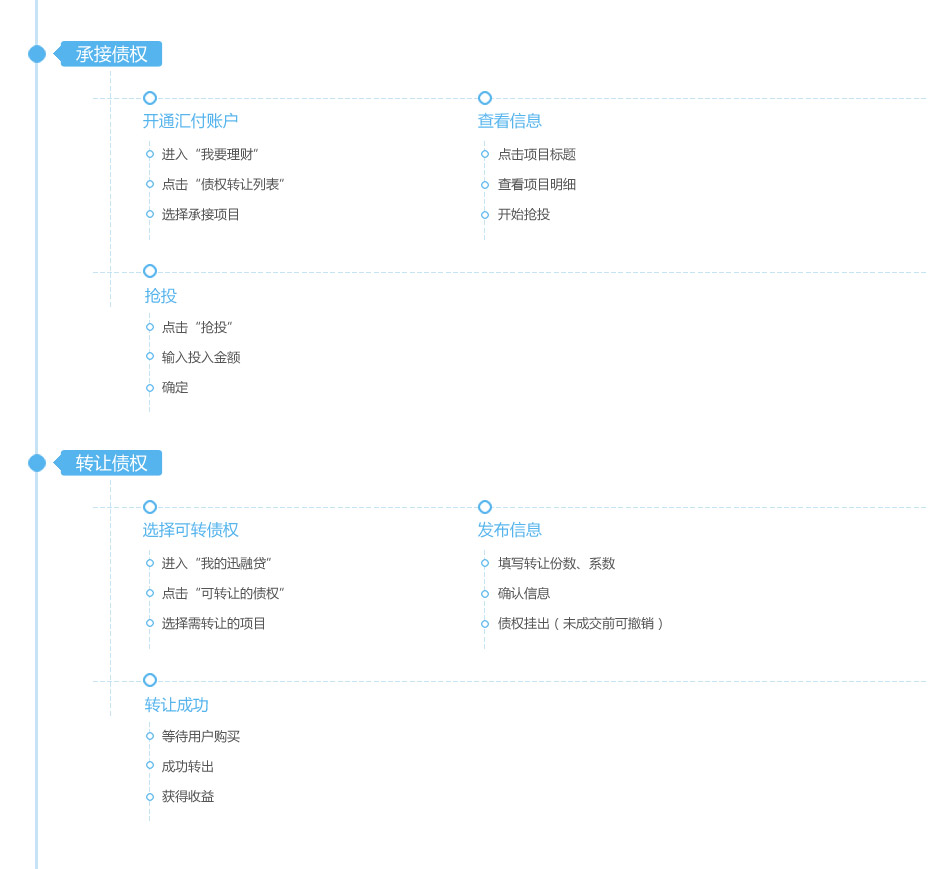 承接债权
开通汇付账户
进入“我要理财”
点击“债权转让列表”
选择承接项目
查看信息
点击项目标题
查看项目明细
开始抢投
抢投
点击“抢投”
输入投入金额
确定
转让债权
选择可转债权
进入“我的迅融贷”
点击“可转让的债权”
选择需转让的项目
发布信息
填写转让份数、系数
确认信息
债权挂出（未成交前可撤销）
转让成功
等待用户购买
成功转出
获得收益